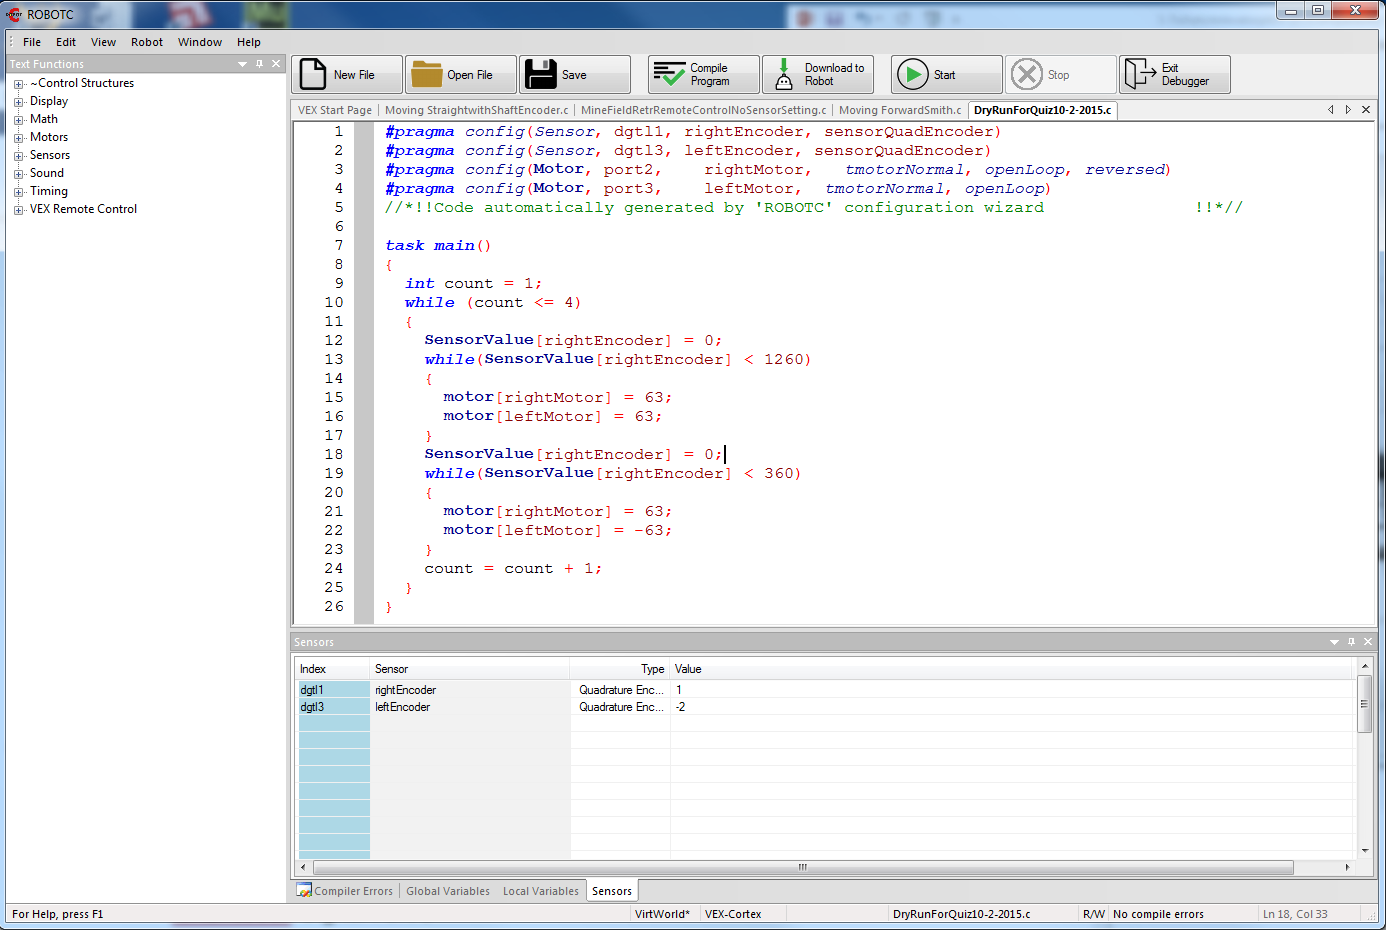 ROBOTC
File Edit View Robot Window Help
Text Functions
~Control Structures
Display
Math
Motors
Sensors
Sound
Timing
VEX Remote Control
New File Open File Save Compile Program Download to Robot Start Stop Exit Debugger
VEX Start Page Moving StraightwithShaftEncoder.c MineFieldRetrRemoteControlNoSensorSetting.c Moving ForwardSmith.c DryRunForQuiz10-2-2015.c
1 #pragma config(Sensor, dgtl1, rightEncoder, sensorQuadEncoder)
2 #pragma config(Sensor, dgtl3, leftEncoder, sensorQuadEncoder)
3 #pragma config(Motor, port2, rightMotor, tmotorNormal, openLoop, reversed)
4 #pragma config(Motor, port3, leftMotor, tmotorNormal, openLoop)
5 //*!!Code automatically generated by 'ROBOTC' configuration wizard !!*//
6
7 task main()
8 {
9 int count = 1;
10 while (count <= 4)
11 {
12 SensorValue[rightEncoder] = 0;
13 while(SensorValue[rightEncoder] < 1260)
14 {
15 motor[rightMotor] = 63;
16 motor[leftMotor] = 63;
17 }
18 SensorValue[rightEncoder] = 0;
19 while(SensorValue[rightEncoder] < 360)
20 {
21 motor[rightMotor] = 63;
22 motor[leftMotor] = -63;
23 }
24 count = count + 1;
25 }
26 }
Sensors
Index Sensor Type Value
dgtl1 rightEncoder Quadrature Enc... 1
dgtl3 leftEncoder Quadrature Enc... -2
Compiler Errors Global Variables Local Variables Sensors
For Help, press F1 VirtWorld* VEX-Cortex DryRunForQuiz10-2-2015.c R/W No compile errors Ln 18, Col 33